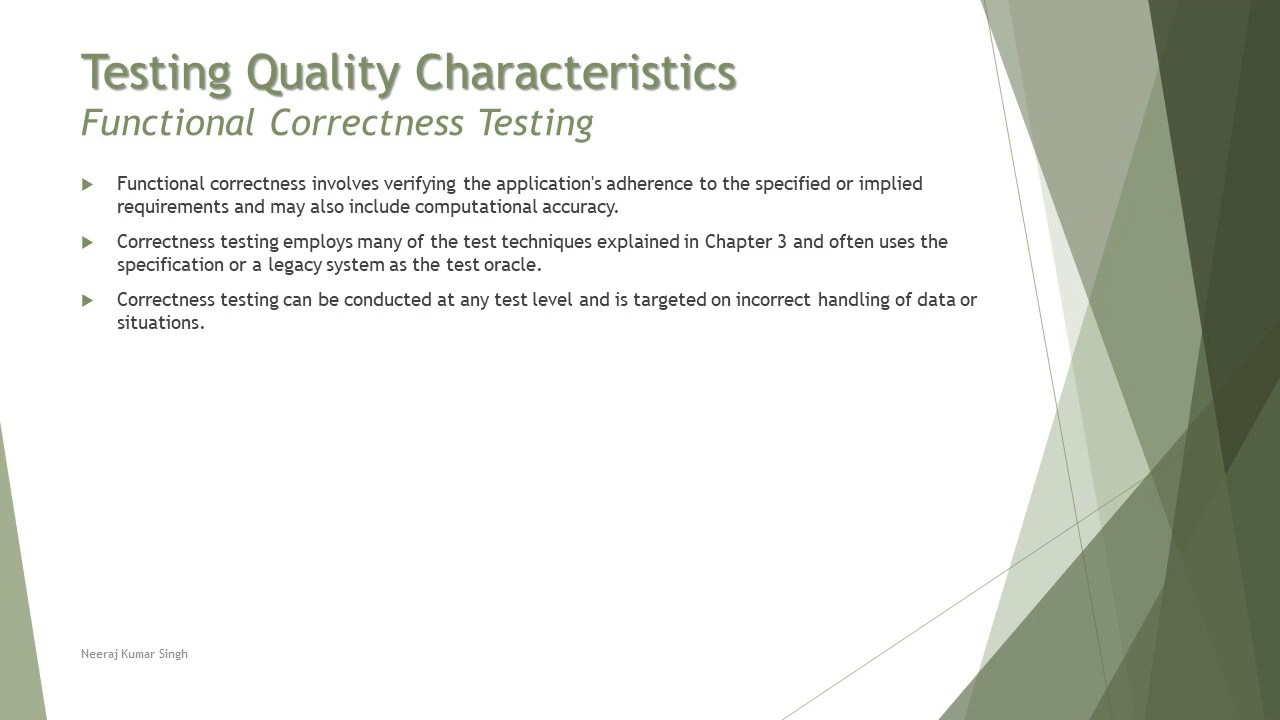 Testing Quality Characteristics
Functional Correctness Testing
Functional correctness involves verifying the application's adherence to the specified or implied
requirements and may also include computational accuracy.
Correctness testing employs many of the test techniques explained in Chapter 3 and often uses the
specification or a legacy system as the test oracle.
Correctness testing can be conducted at any test level and is targeted on incorrect handling of data or
situations.
Neeraj Kumar Singh